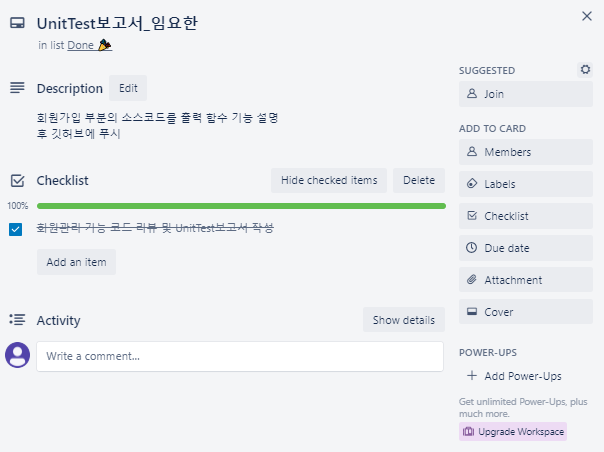 UnitTest보고서_임요한
in list Done
Description
Edit
회원가입 부분의 소스코드를 출력 함수 기능 설명
후 깃허브에 푸시
Checklist
Hide checked items
Delete
100%
회원관리 기능 코드 리뷰 및 UnitTest보고서 작성
Add an item
Activity
Show details
Write a comment...
SUGGESTED
Join
ADD TO CARD
Members
Labels
Checklist
Due date
Attachment
Cover
POWER-UPS
Add Power-Ups
Get unlimited Power-Ups, plus
much more.
Upgrade Workspace